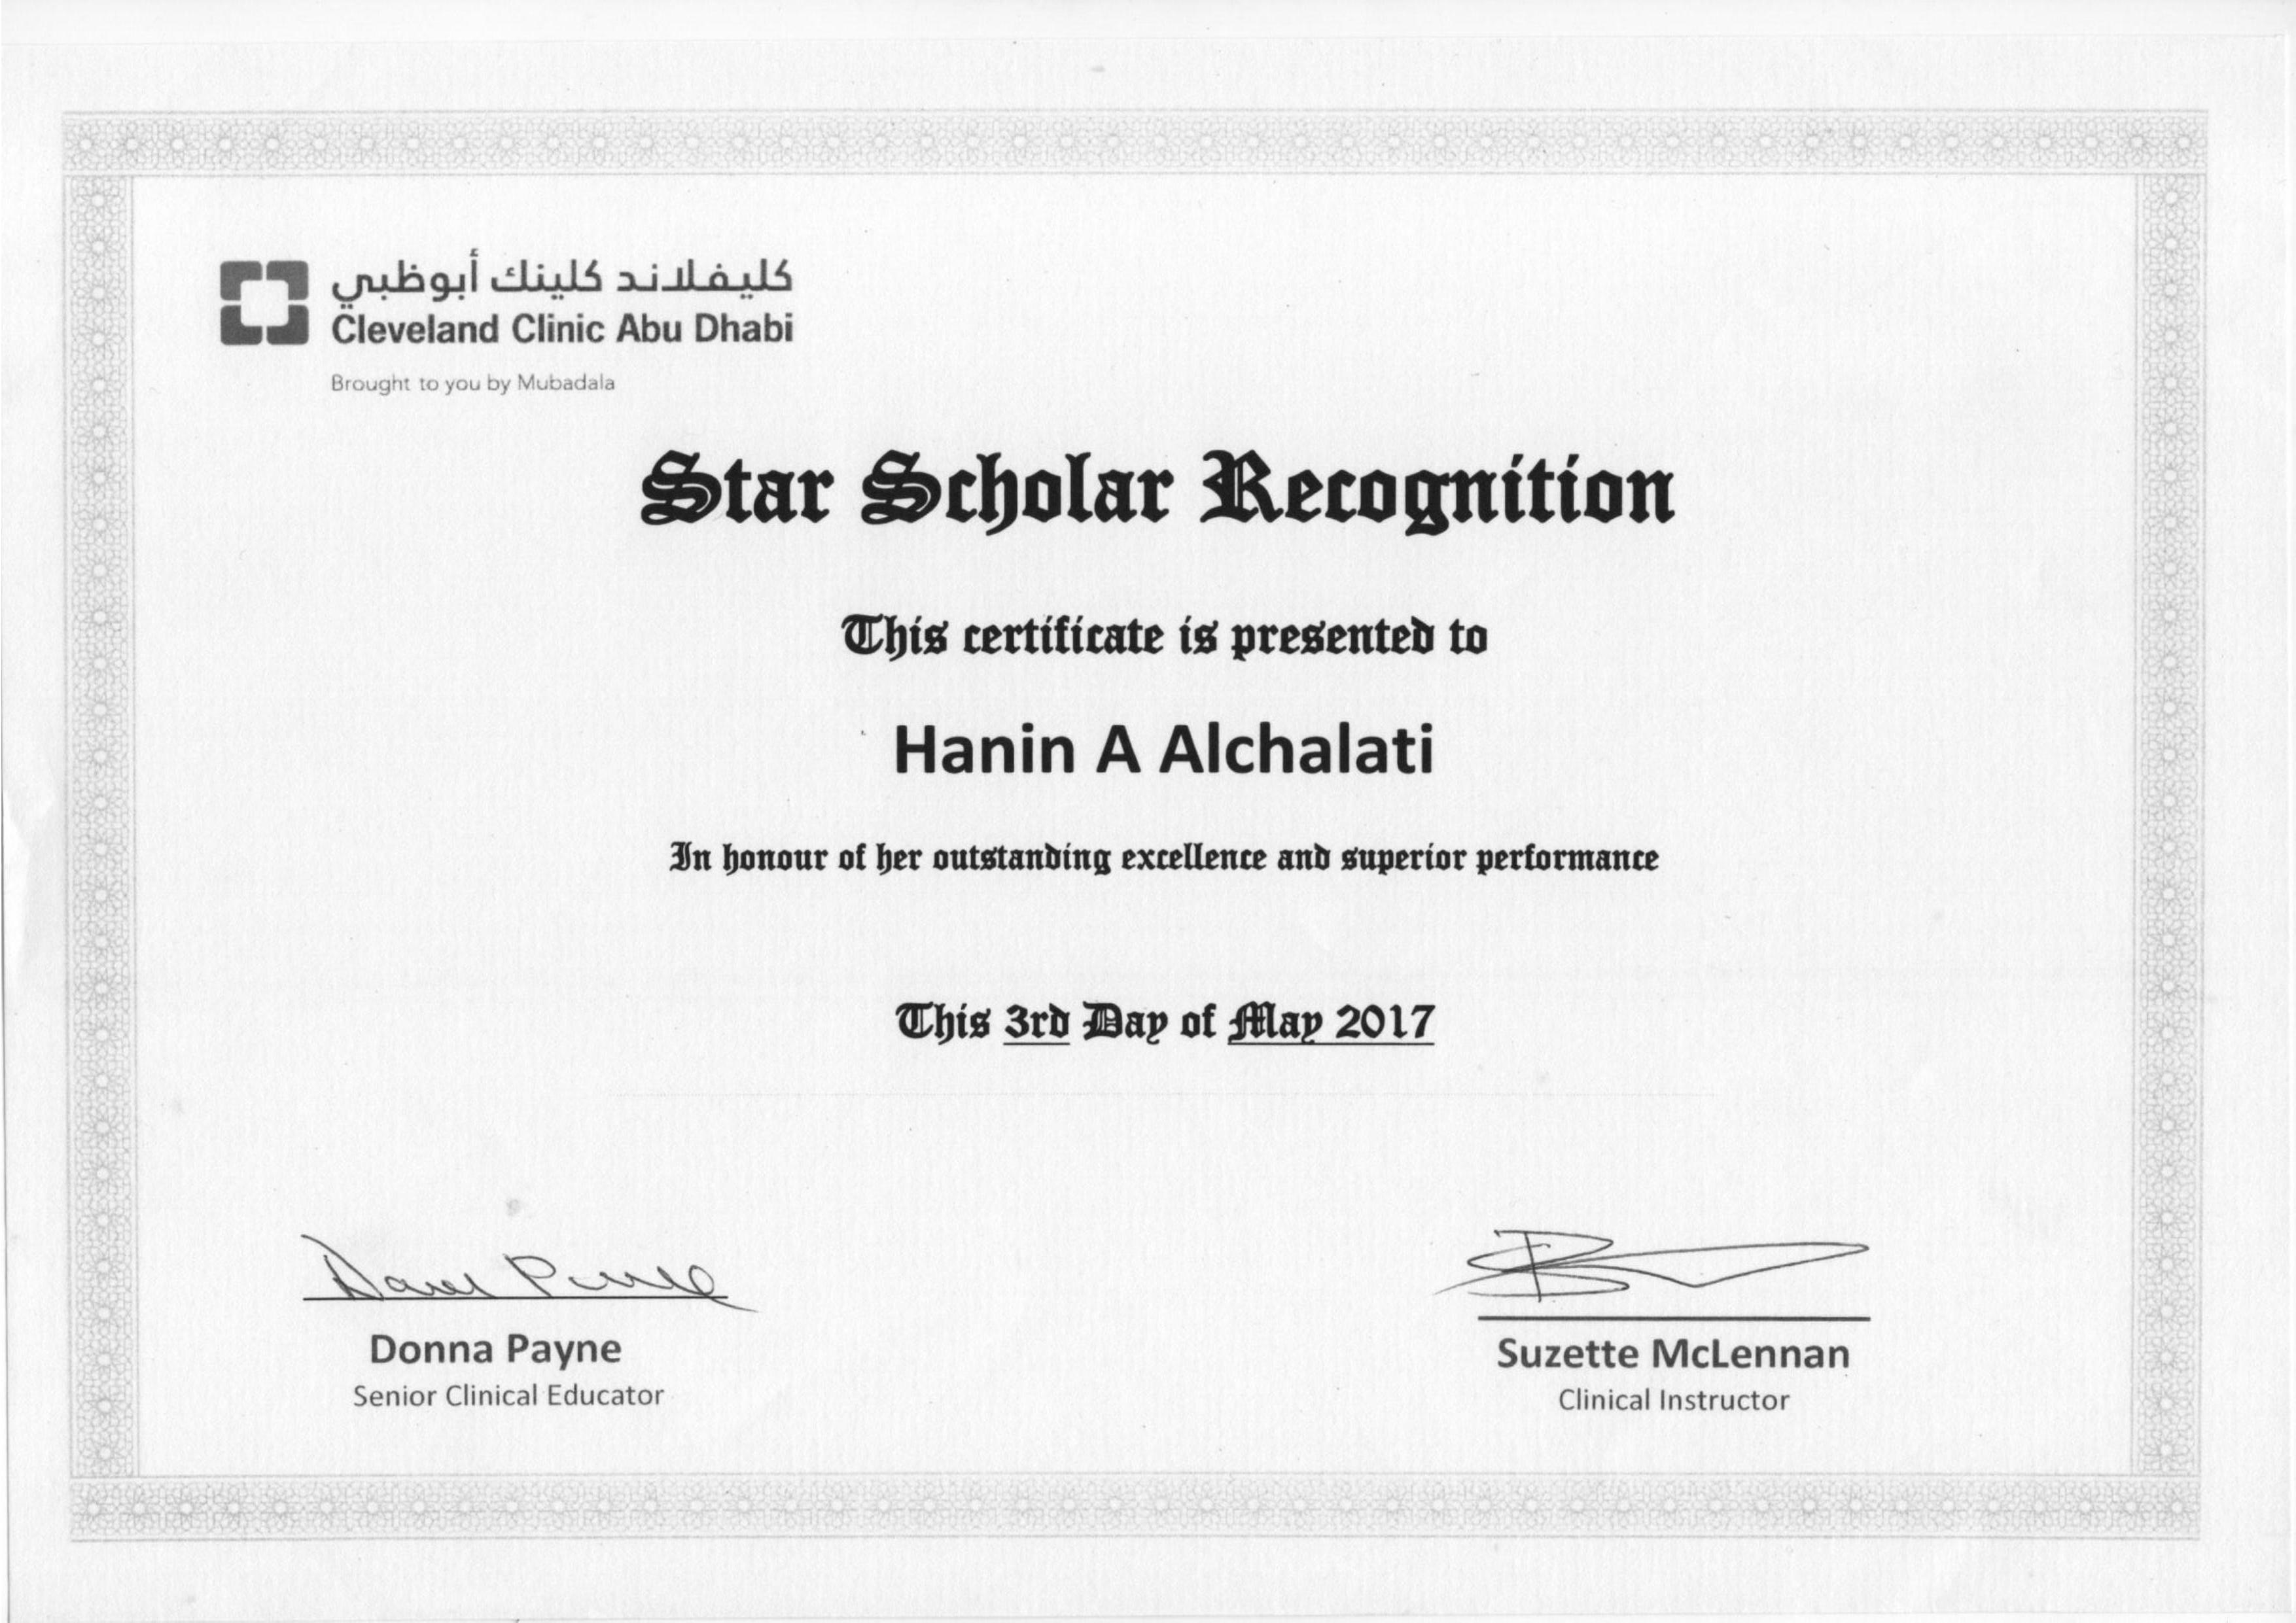 كليفلاند كلينك أبوظبي
Cleveland Clinic Abu Dhabi
Brought to you by Mubadala
Star Scholar Recognition
This certificate is presented to
Hanin A Alchalati
In honour of her outstanding excellence and superior performance
This 3rd Day of May 2017
Donna Payne
Suzette McLennan
Senior Clinical Educator
Clinical Instructor